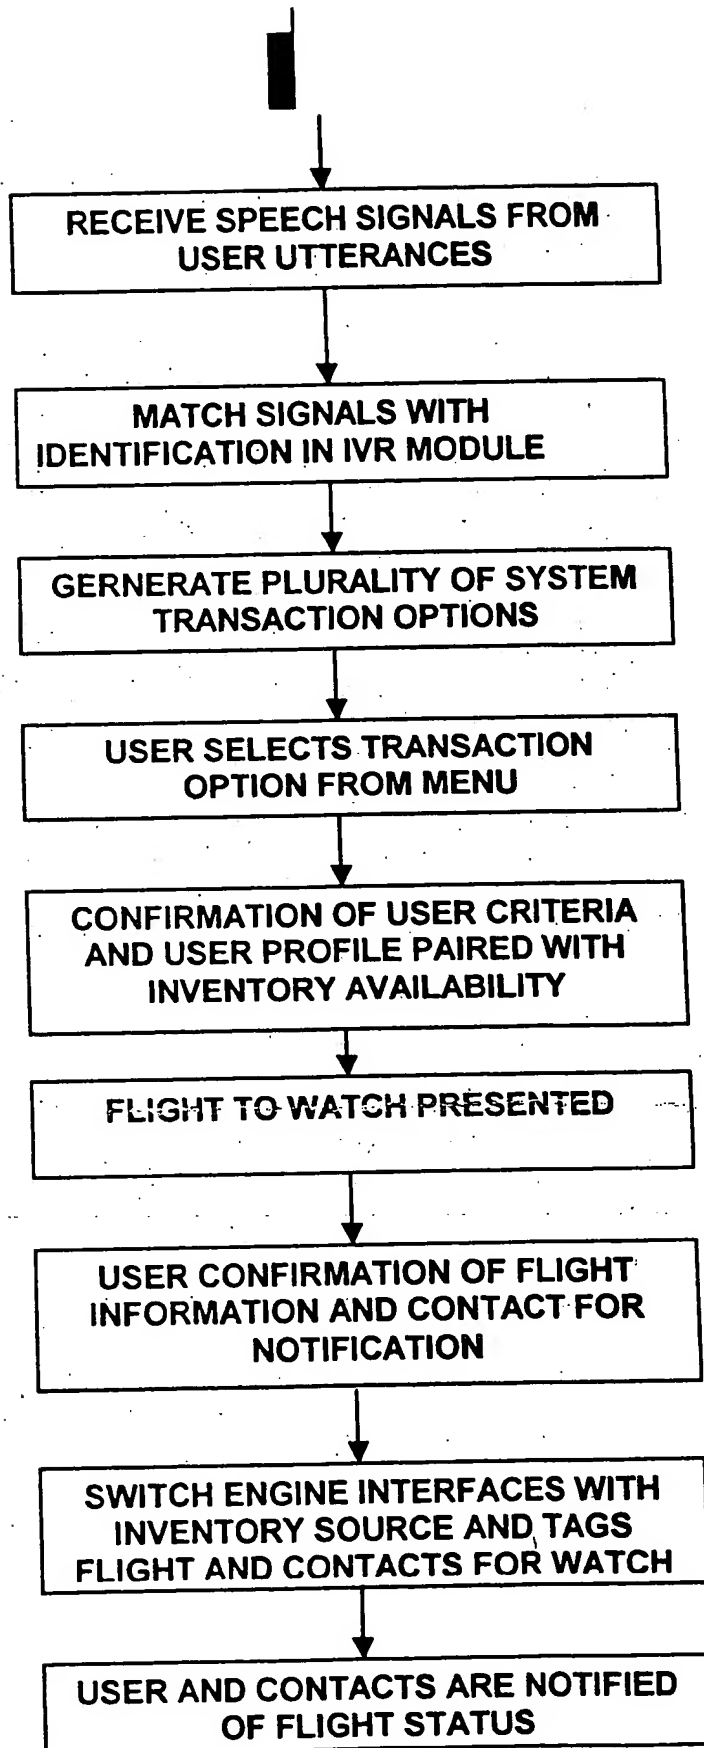 RECEIVE SPEECH SIGNALS FROM
USER UTTERANCES
MATCH SIGNALS WITH
IDENTIFICATION IN IVR MODULE
GERNERATE PLURALITY OF SYSTEM
TRANSACTION OPTIONS
USER SELECTS TRANSACTION
OPTION FROM MENU
CONFIRMATION OF USER CRITERIA
AND USER PROFILE PAIRED WITH
INVENTORY AVAILABILITY
FLIGHT TO WATCH PRESENTED
USER CONFIRMATION OF FLIGHT
INFORMATION AND CONTACT FOR
NOTIFICATION
SWITCH ENGINE INTERFACES WITH
INVENTORY SOURCE AND TAGS
FLIGHT AND CONTACTS FOR WATCH
USER AND CONTACTS ARE NOTIFIED
OF FLIGHT STATUS